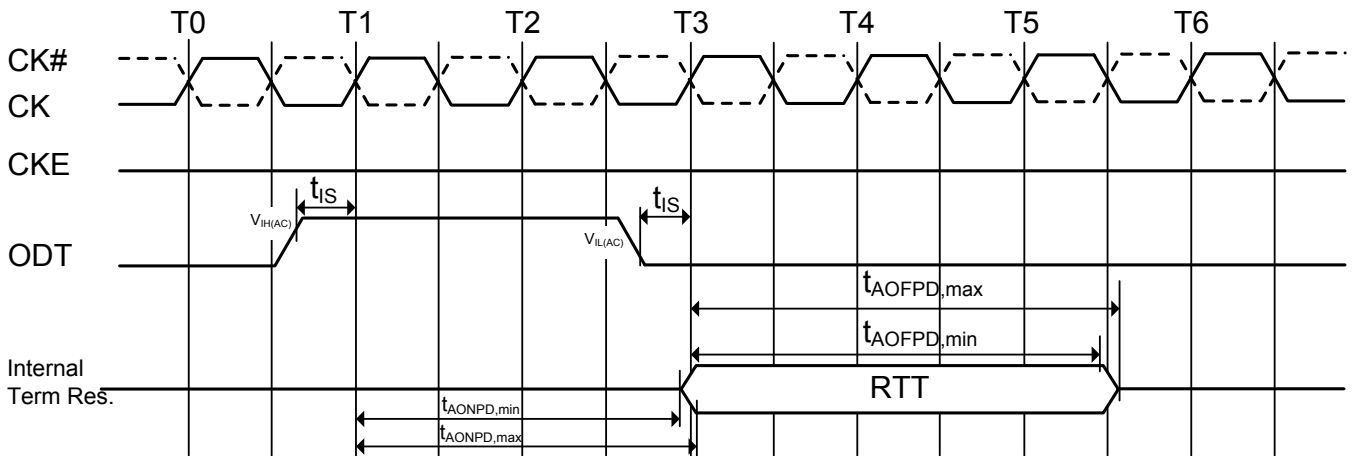 T0 T1 T2 T3 T4 T5 T6
CK#
CK
CKE
tIS
tIS
VIH(AC)
VIL(AC)
ODT
tAOFPD,max
tAOFPD,min
Internal
Term Res.
RTT
tAONPD,min
tAONPD,max